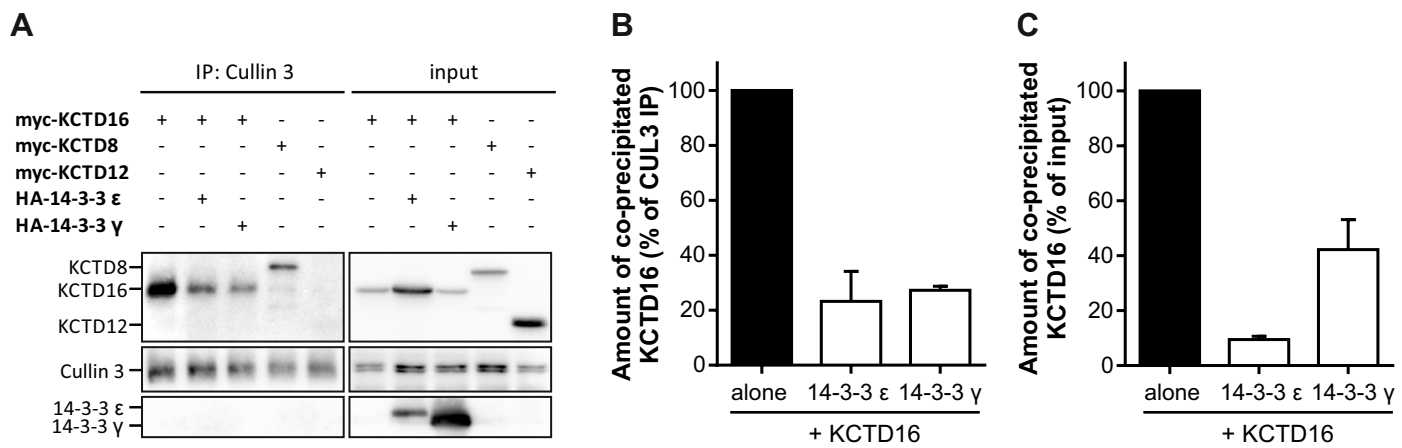 A
IP: Cullin 3 input
myc-KCTD16 + + + - - + + + - -
myc-KCTD8 - - - + - - - - + -
myc-KCTD12 - - - - + - - - - +
HA-14-3-3 ε - + - - - - + - - -
HA-14-3-3 γ - - + - - - - + - -
KCTD8
KCTD16
KCTD12
Cullin 3
14-3-3 ε
14-3-3 γ
B
Amount of co-precipitated
KCTD16 (% of CUL3 IP)
100
80
60
40
20
0
alone 14-3-3 ε 14-3-3 γ
+ KCTD16
C
Amount of co-precipitated
KCTD16 (% of input)
100
80
60
40
20
0
alone 14-3-3 ε 14-3-3 γ
+ KCTD16